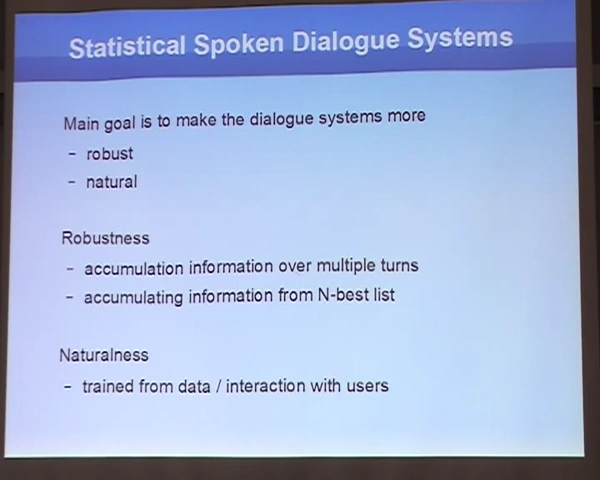 Statistical Spoken Dialogue Systems
Main goal is to make the dialogue systems more
- robust
- natural
Robustness
- accumulation information over multiple turns
- accumulating information from N-best list
Naturalness
- trained from data / interaction with users